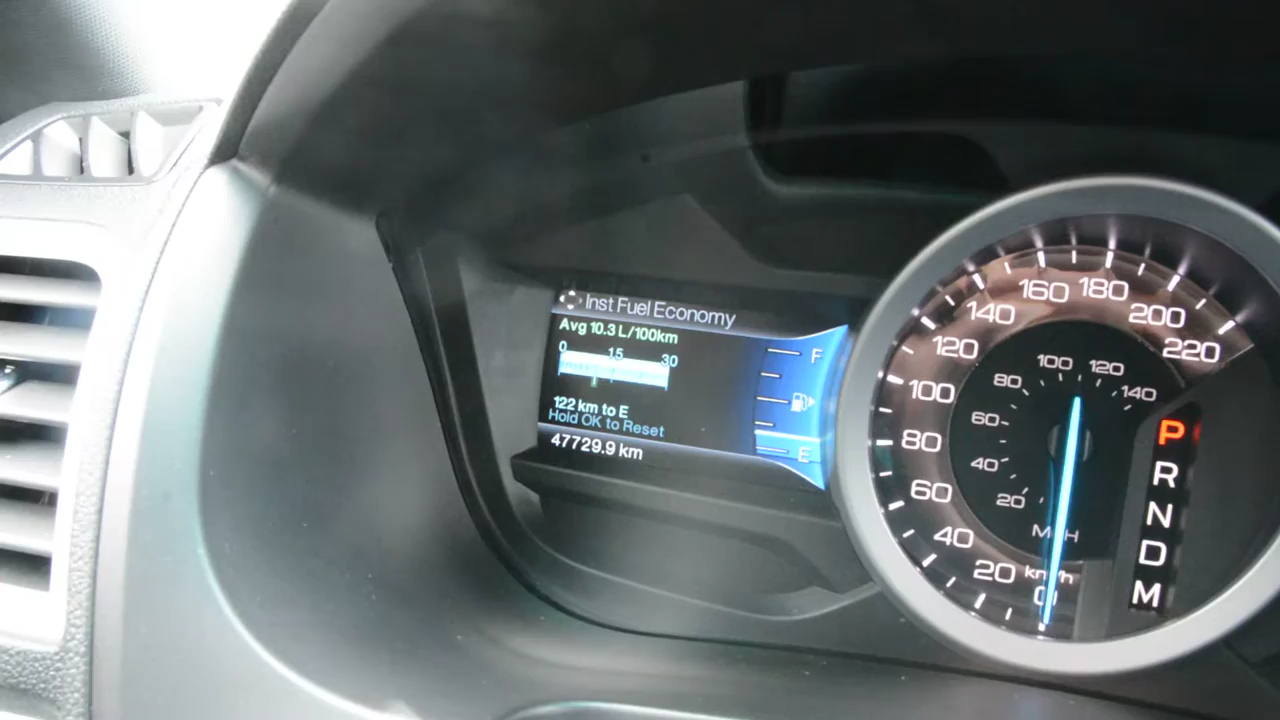 Inst Fuel Economy
Avg 10.3 L/100km
0 15 30
122 km to E
Hold OK to Reset
47729.9 km
F
E
0
20
40
60
80
100
120
140
160
180
200
220
km/h
20
40
60
80
100
120
140
MPH
P
R
N
D
M